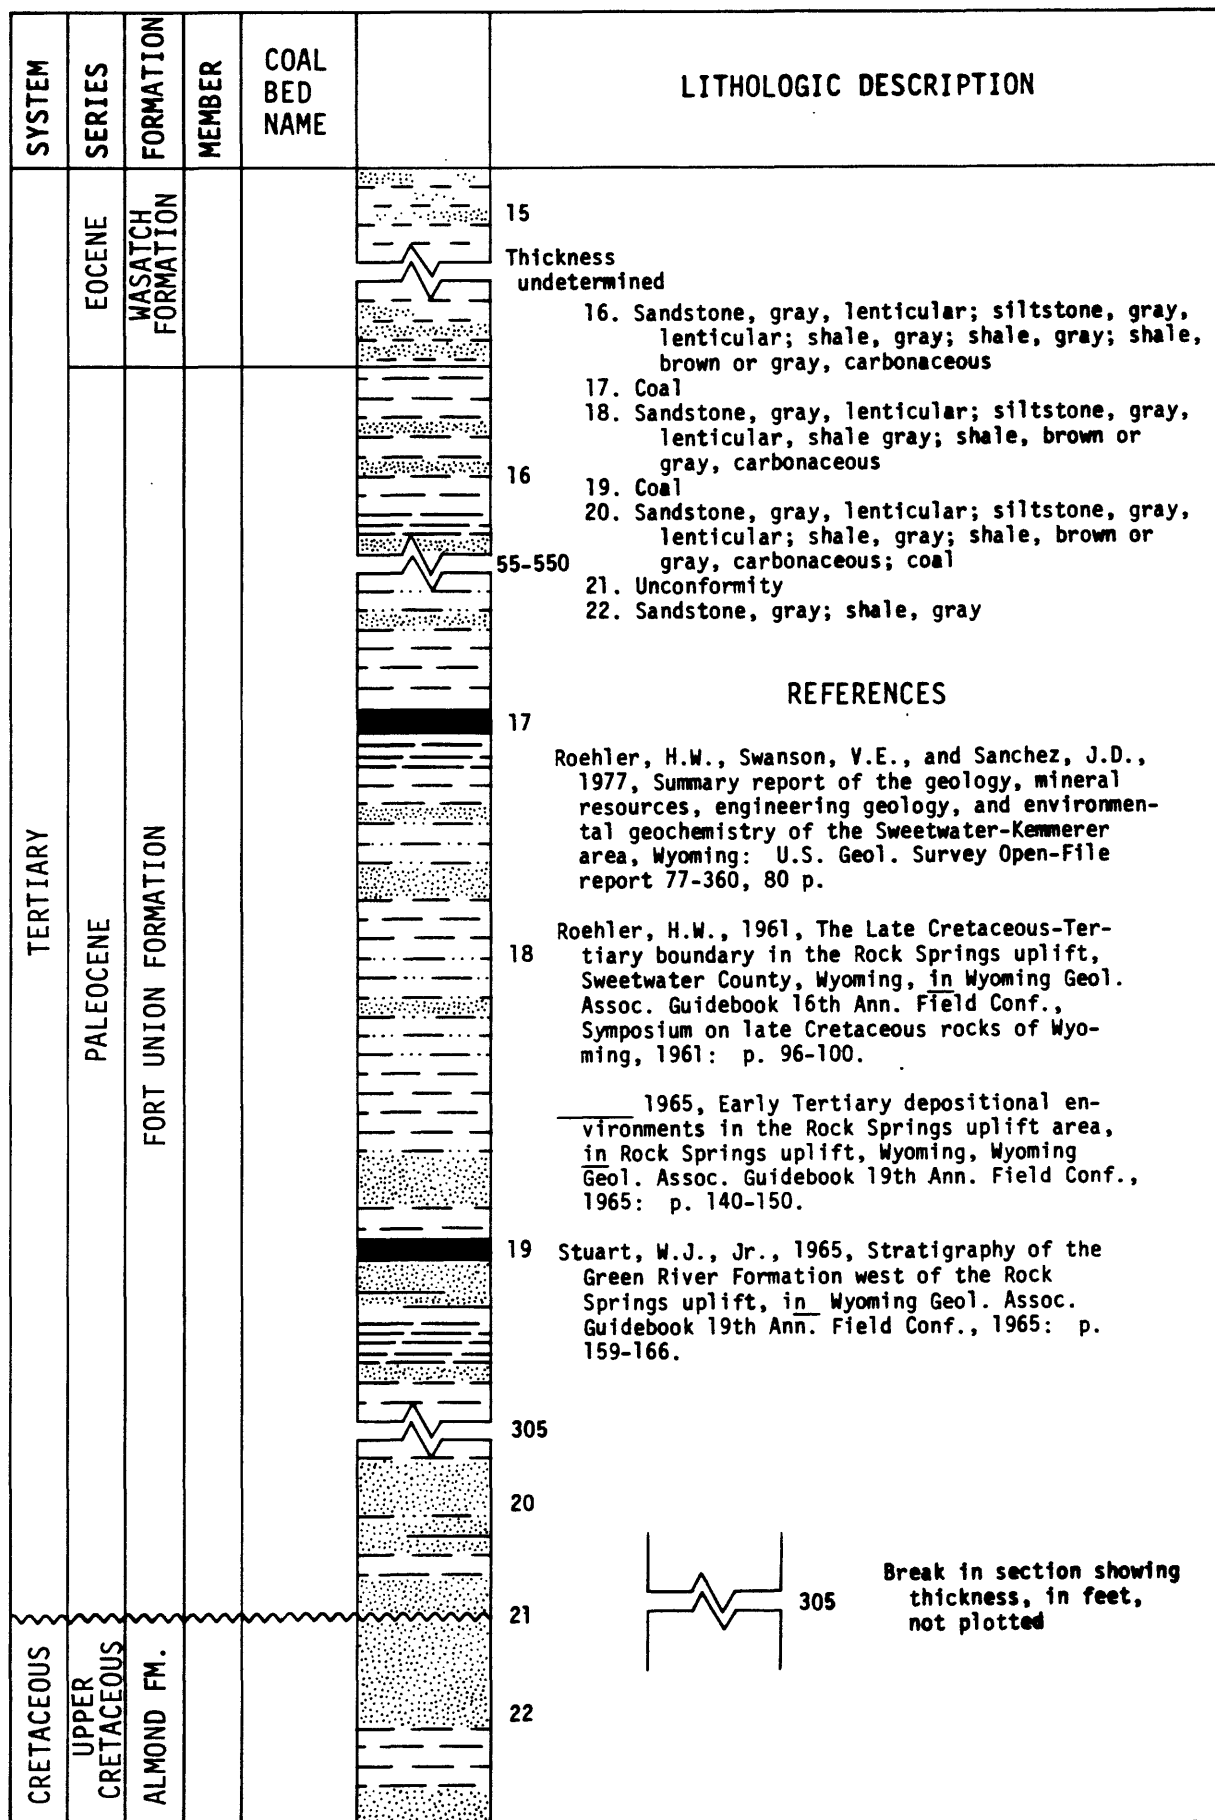 SYSTEM
SERIES
FORMATION
MEMBER
COAL
BED
NAME
LITHOLOGIC DESCRIPTION
TERTIARY
EOCENE
WASATCH
FORMATION
15
Thickness
undetermined
16. Sandstone, gray, lenticular; siltstone, gray,
lenticular; shale, gray; shale, gray; shale,
brown or gray, carbonaceous
17. Coal
18. Sandstone, gray, lenticular; siltstone, gray,
lenticular, shale gray; shale, brown or
gray, carbonaceous
19. Coal
20. Sandstone, gray, lenticular; siltstone, gray,
lenticular; shale, gray; shale, brown or
gray, carbonaceous; coal
21. Unconformity
22. Sandstone, gray; shale, gray
PALEOCENE
FORT UNION FORMATION
16
55-550
17
18
19
305
20
21
REFERENCES
Roehler, H.W., Swanson, V.E., and Sanchez, J.D.,
1977, Summary report of the geology, mineral
resources, engineering geology, and environmen-
tal geochemistry of the Sweetwater-Kemmerer
area, Wyoming: U.S. Geol. Survey Open-File
report 77-360, 80 p.
Roehler, H.W., 1961, The Late Cretaceous-Ter-
tiary boundary in the Rock Springs uplift,
Sweetwater County, Wyoming, in Wyoming Geol.
Assoc. Guidebook 16th Ann. Field Conf.,
Symposium on late Cretaceous rocks of Wyo-
ming, 1961: p. 96-100.
______ 1965, Early Tertiary depositional en-
vironments in the Rock Springs uplift area,
in Rock Springs uplift, Wyoming, Wyoming
Geol. Assoc. Guidebook 19th Ann. Field Conf.,
1965: p. 140-150.
Stuart, W.J., Jr., 1965, Stratigraphy of the
Green River Formation west of the Rock
Springs uplift, in Wyoming Geol. Assoc.
Guidebook 19th Ann. Field Conf., 1965: p.
159-166.
305
Break in section showing
thickness, in feet,
not plotted
CRETACEOUS
UPPER
CRETACEOUS
ALMOND FM.
22